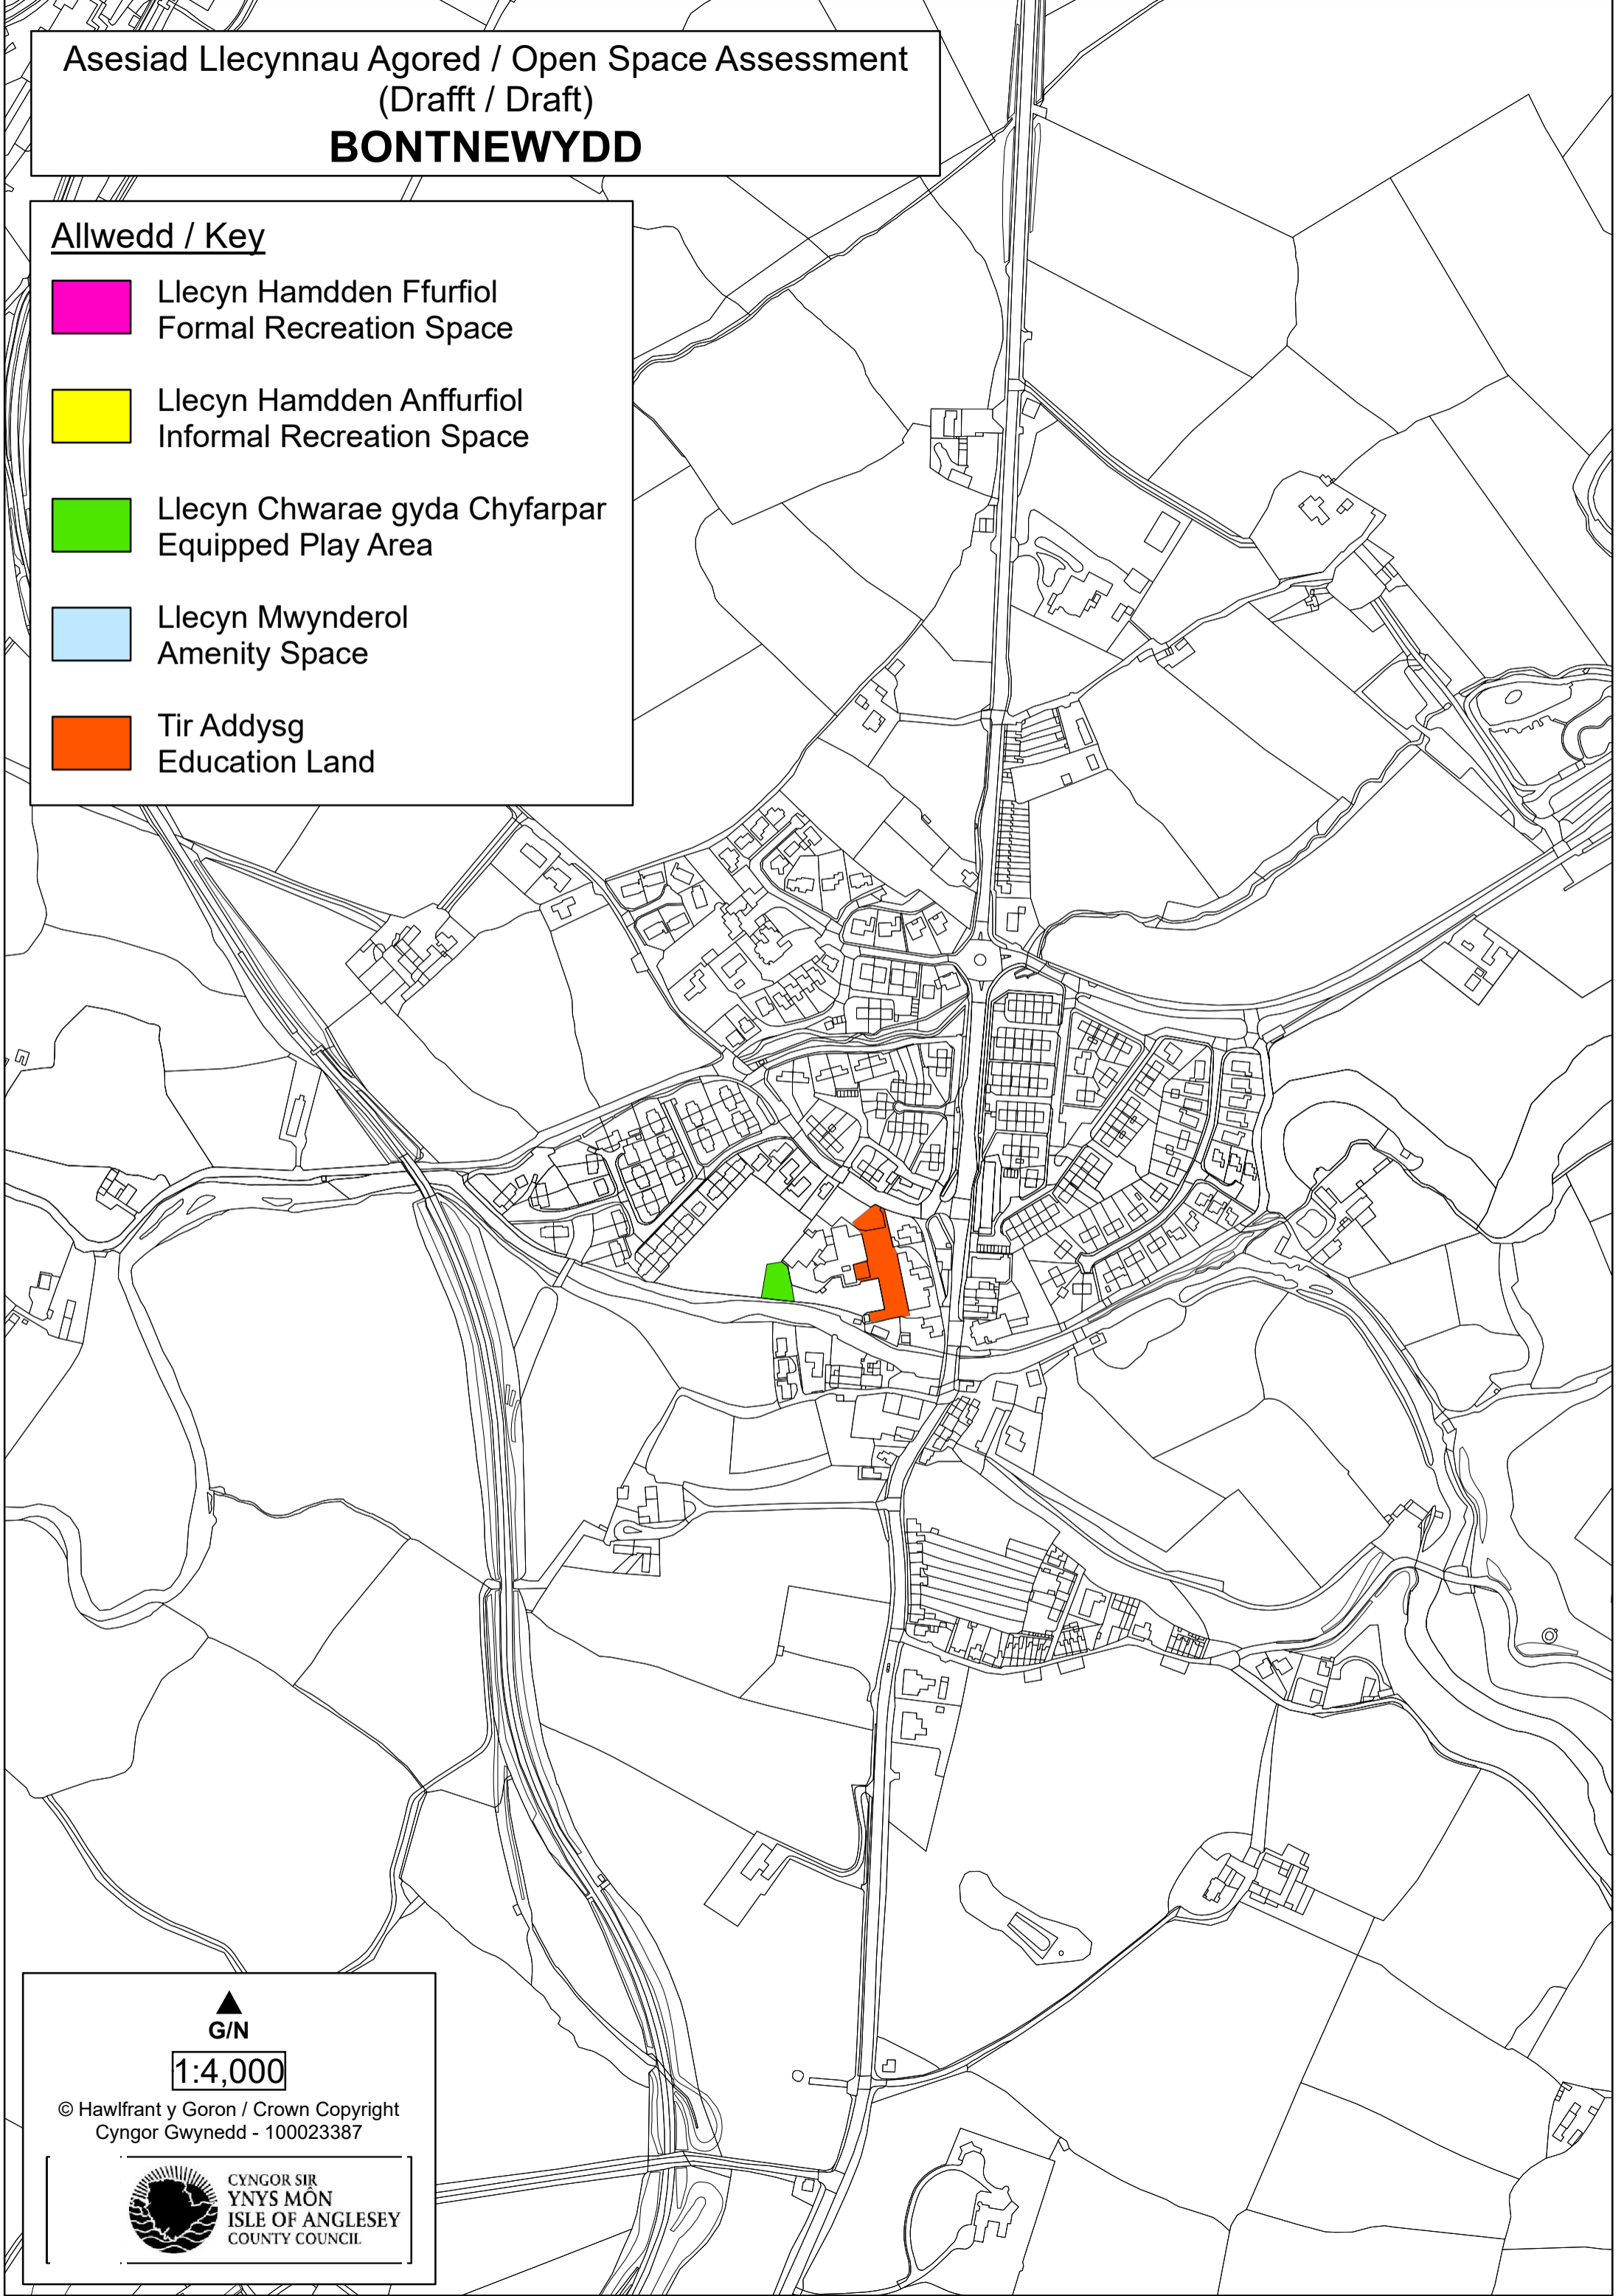 Asesiad Llecynnau Agored / Open Space Assessment
(Drafft / Draft)
BONTNEWYDD
Allwedd / Key
Llecyn Hamdden Ffurfiol
Formal Recreation Space
Llecyn Hamdden Anffurfiol
Informal Recreation Space
Llecyn Chwarae gyda Chyfarpar
Equipped Play Area
Llecyn Mwynderol
Amenity Space
Tir Addysg
Education Land
G/N
1:4,000
© Hawlfraint y Goron / Crown Copyright
Cyngor Gwynedd - 100023387
CYNGOR SIR
YNYS MÔN
ISLE OF ANGLESEY
COUNTY COUNCIL